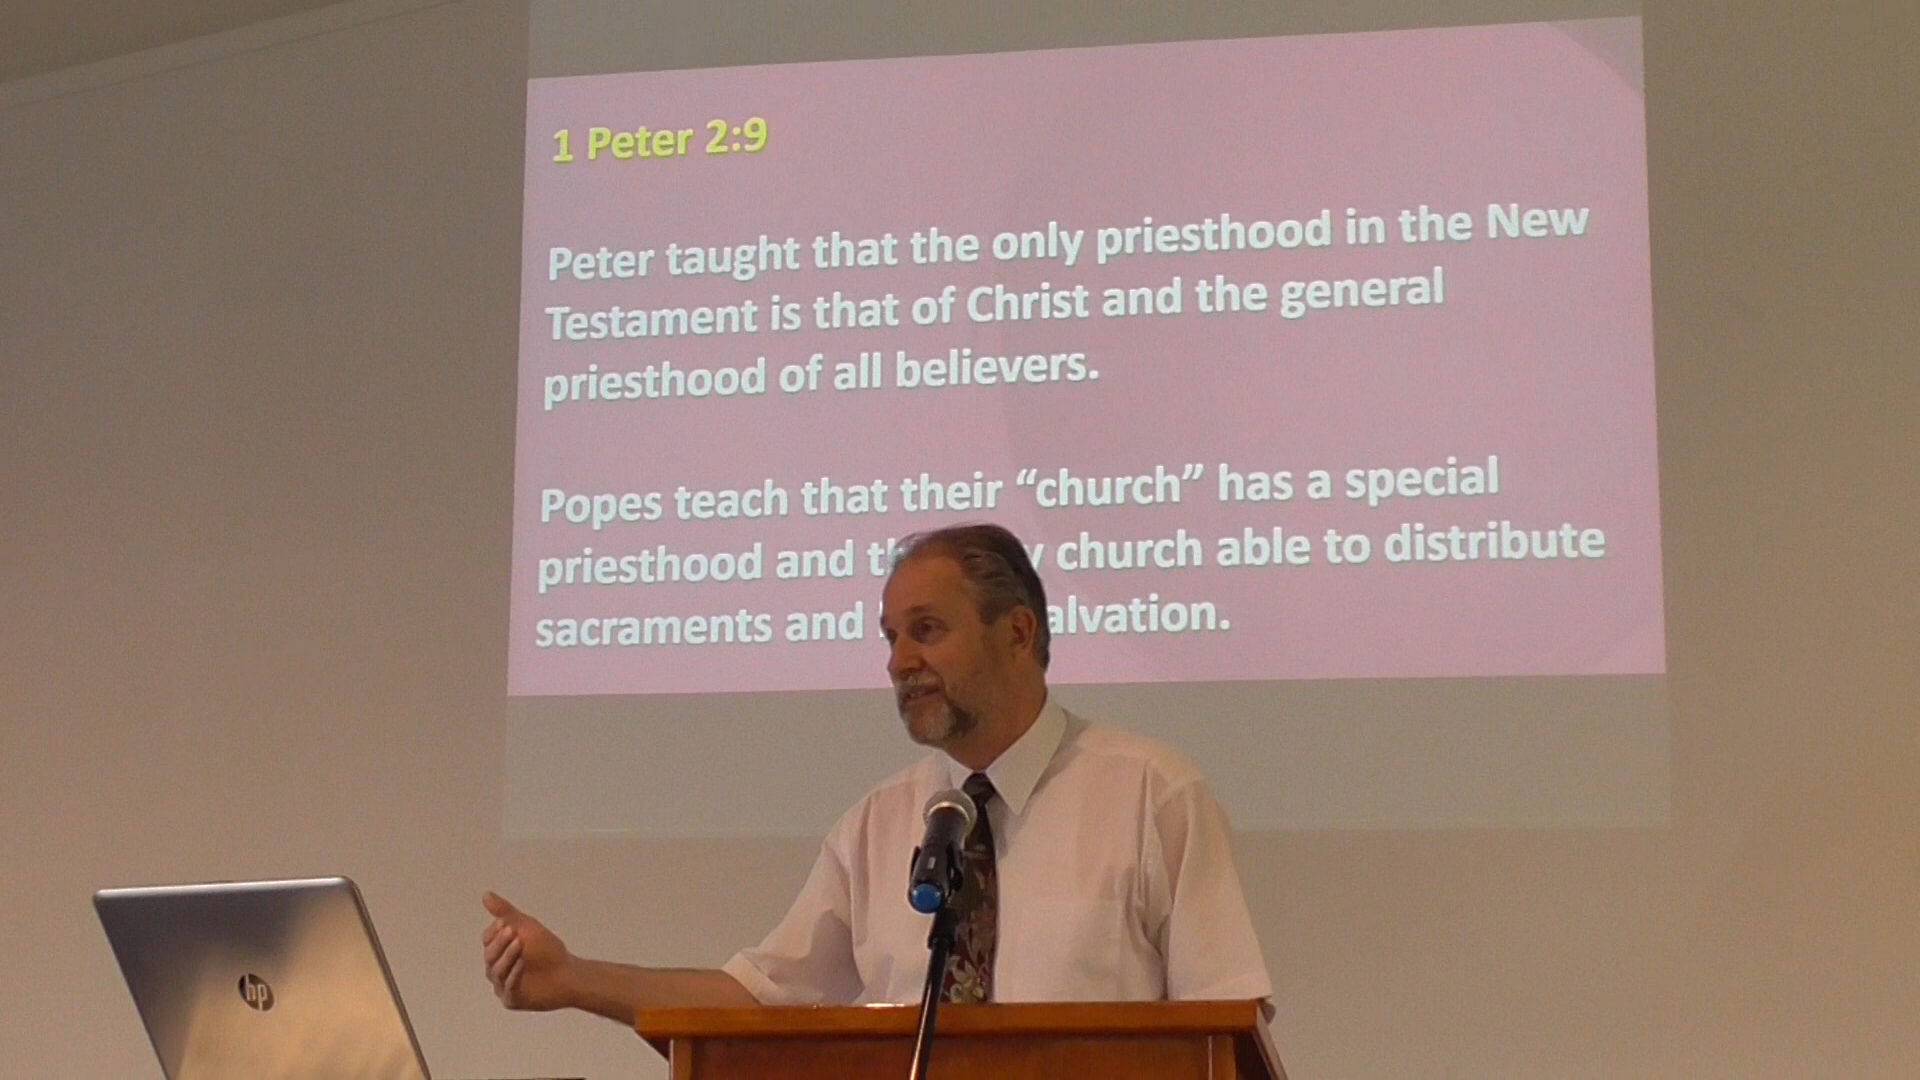 1 Peter 2:9
Peter taught that the only priesthood in the New
Testament is that of Christ and the general
priesthood of all believers.
Popes teach that their “church” has a special
priesthood and church able to distribute
sacraments and alvation.
hp